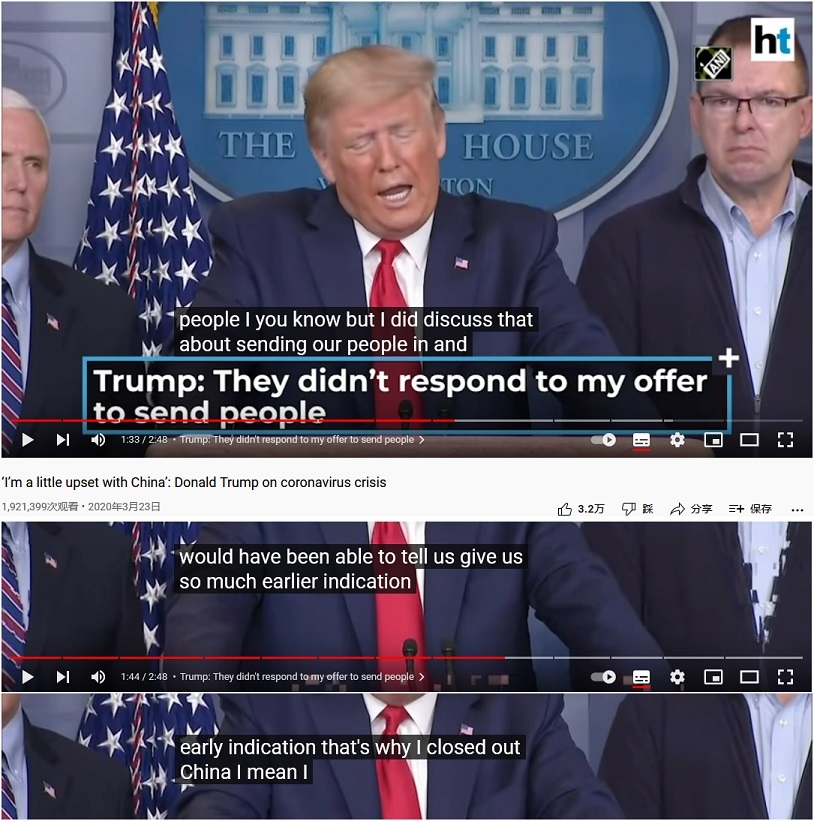 ht
ANI
THE HOUSE
people I you know but I did discuss that
about sending our people in and
Trump: They didn't respond to my offer
to send people
1:33 / 2:48 • Trump: They didn't respond to my offer to send people
'I'm a little upset with China': Donald Trump on coronavirus crisis
1,921,399次观看 • 2020年3月23日
3.2万 踩 分享 保存
would have been able to tell us give us
so much earlier indication
1:44 / 2:48 • Trump: They didn't respond to my offer to send people
early indication that's why I closed out
China I mean I